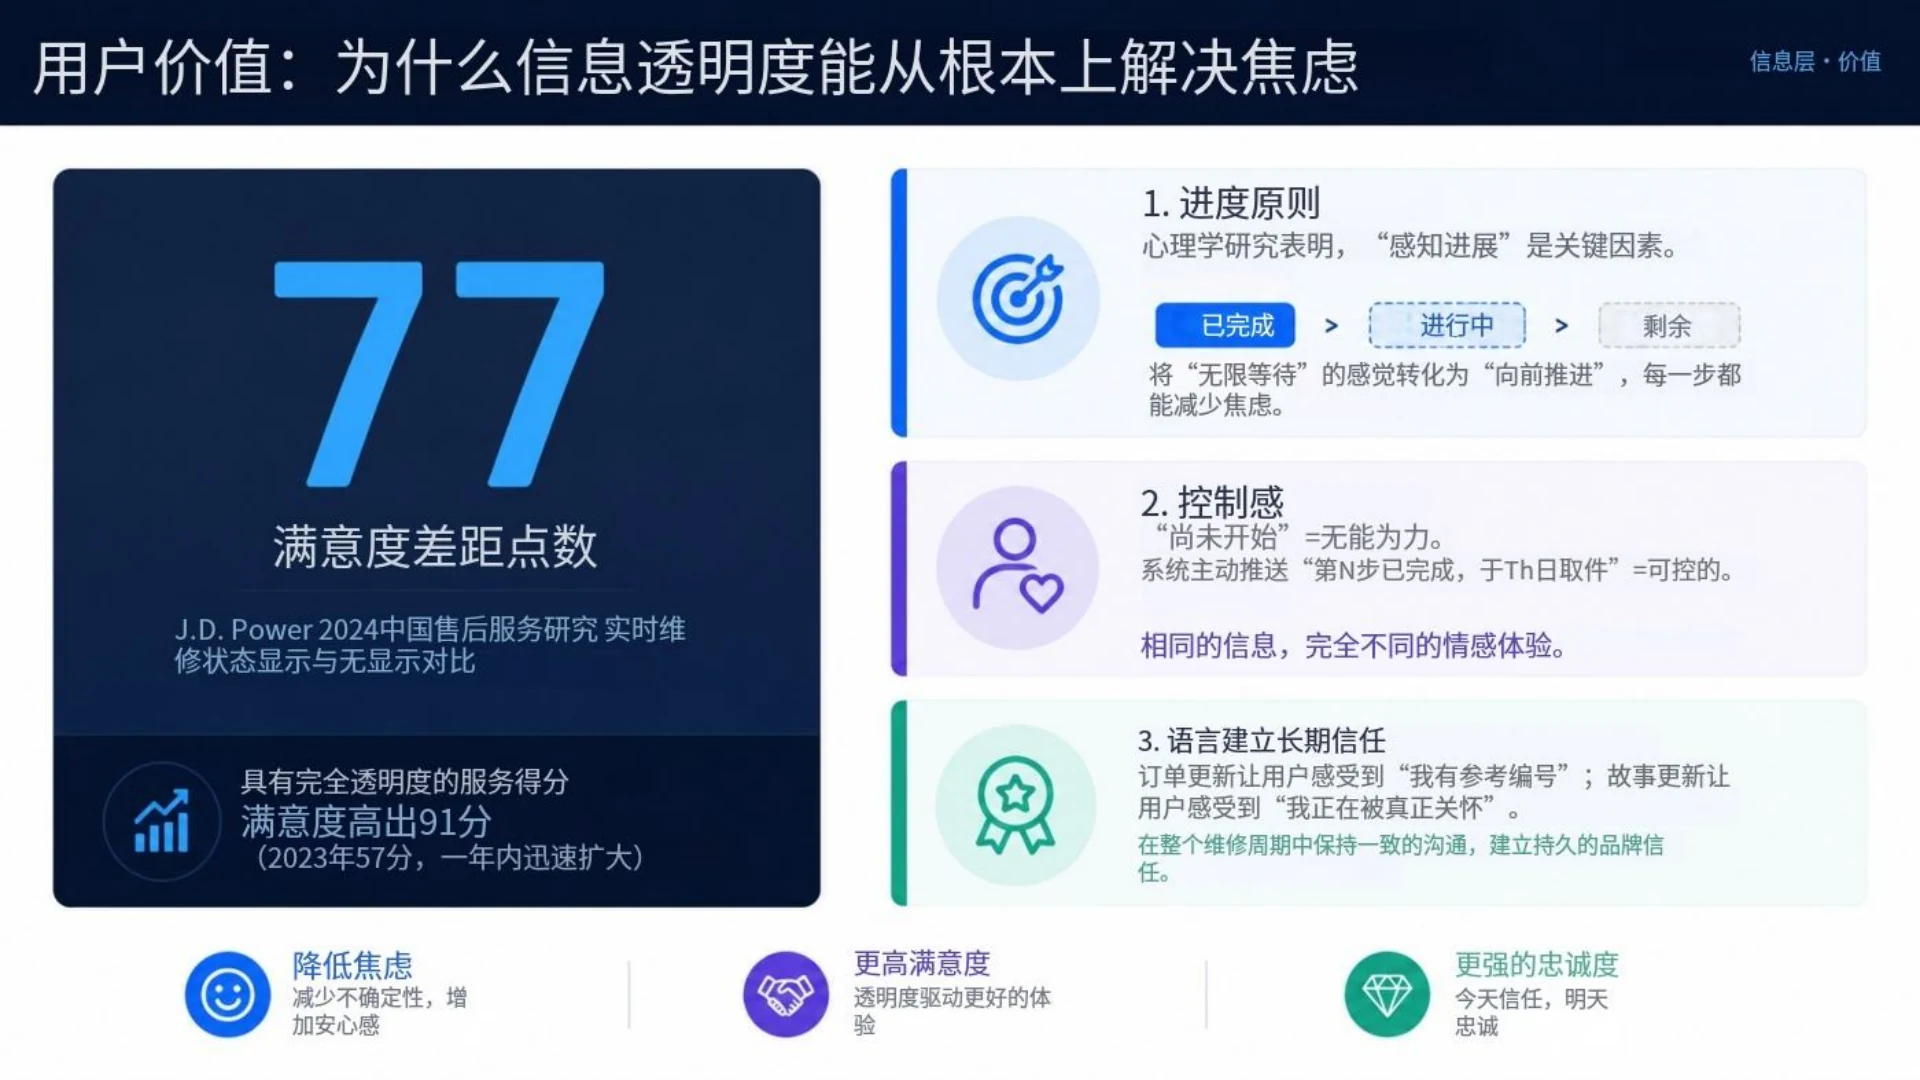 用户价值：为什么信息透明度能从根本上解决焦虑
信息层·价值
77
满意度差距点数
J.D. Power 2024中国售后服务研究 实时维
修状态显示与无显示对比
具有完全透明度的服务得分
满意度高出91分
（2023年57分，一年内迅速扩大）
1. 进度原则
心理学研究表明，“感知进展”是关键因素。
已完成 > 进行中 > 剩余
将“无限等待”的感觉转化为“向前推进”，每一步都
能减少焦虑。
2. 控制感
“尚未开始”=无能为力。
系统主动推送“第N步已完成，于Th日取件”=可控的。
相同的信息，完全不同的情感体验。
3. 语言建立长期信任
订单更新让用户感受到“我有参考编号”；故事更新让
用户感受到“我正在被真正关怀”。
在整个维修周期中保持一致的沟通，建立持久的品牌信
任。
降低焦虑
减少不确定性，增
加安心感
更高满意度
透明度驱动更好的体
验
更强的忠诚度
今天信任，明天
忠诚